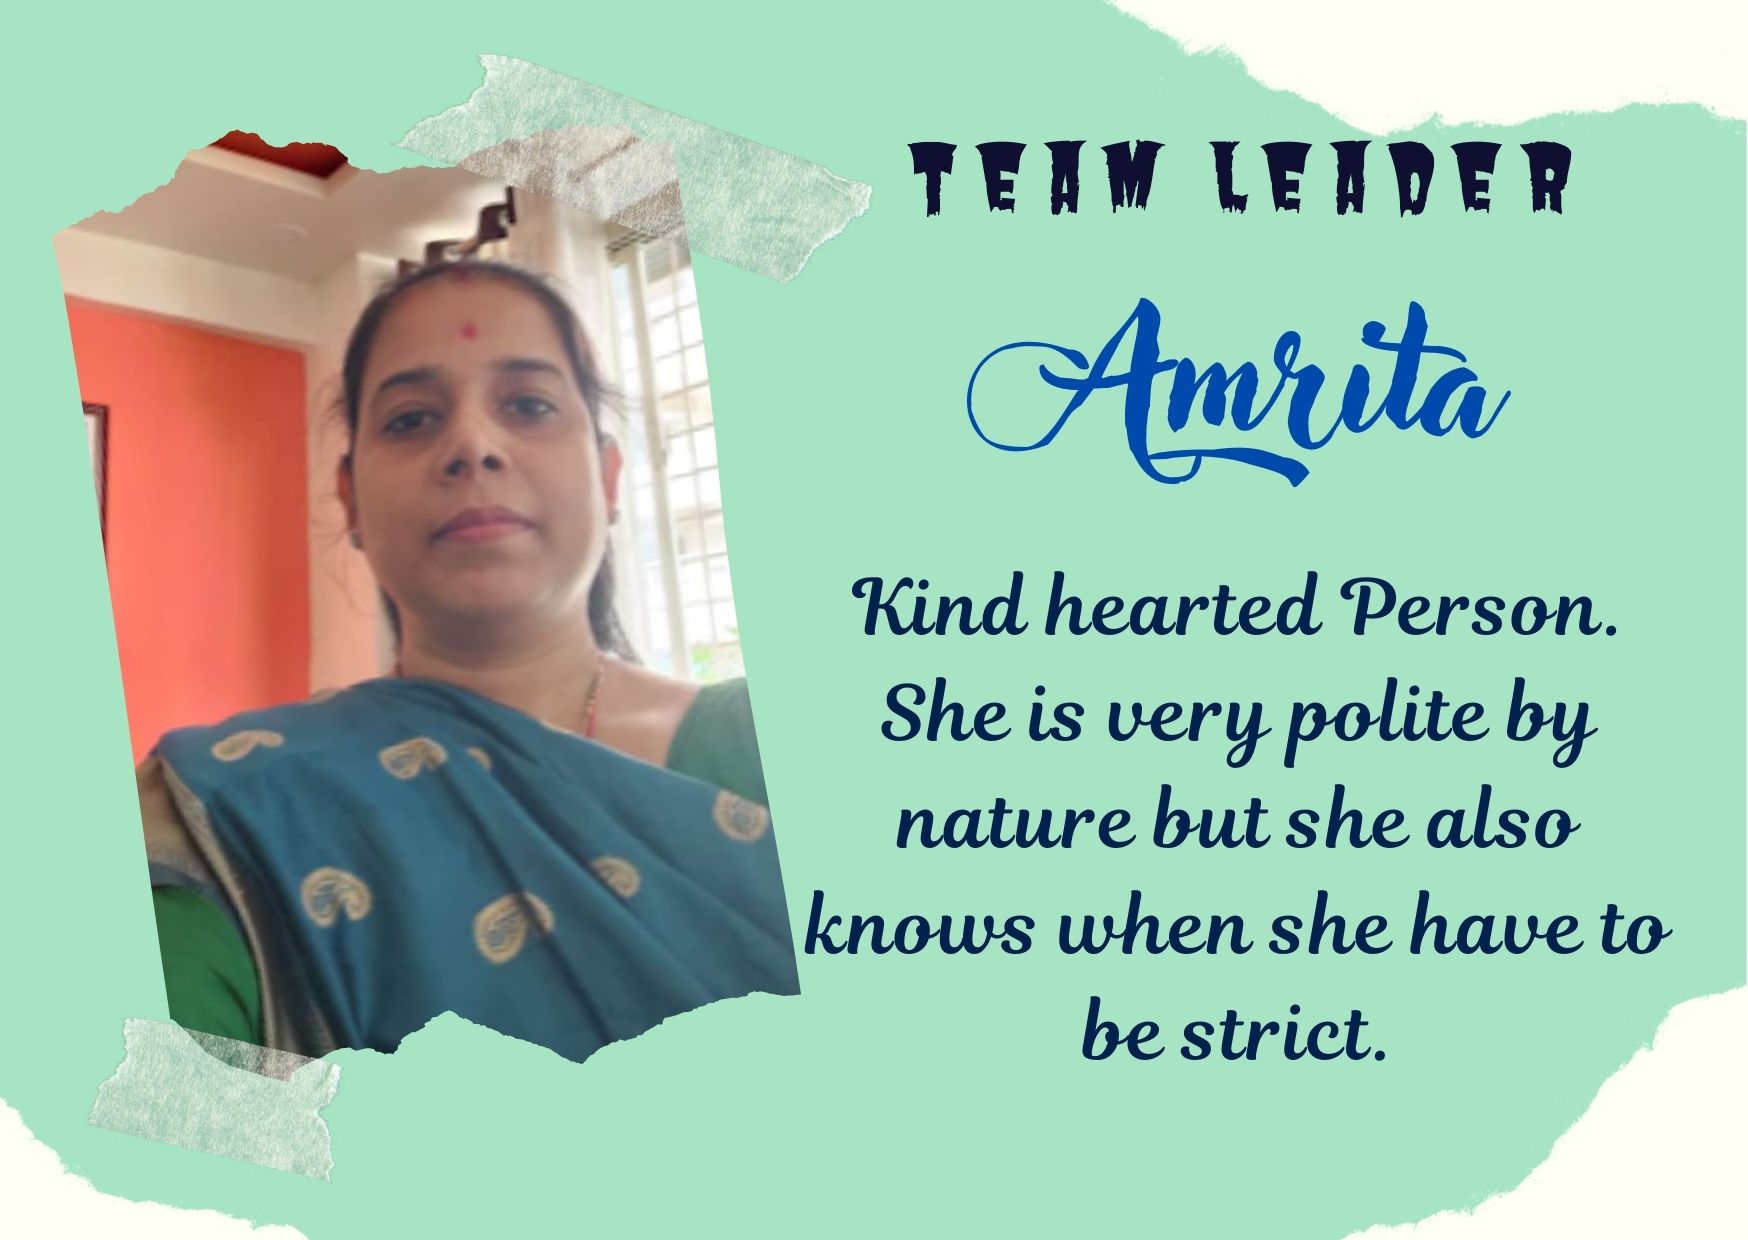 TEAM LEADER
Amrita
Kind hearted Person.
She is very polite by
nature but she also
knows when she have to
be strict.